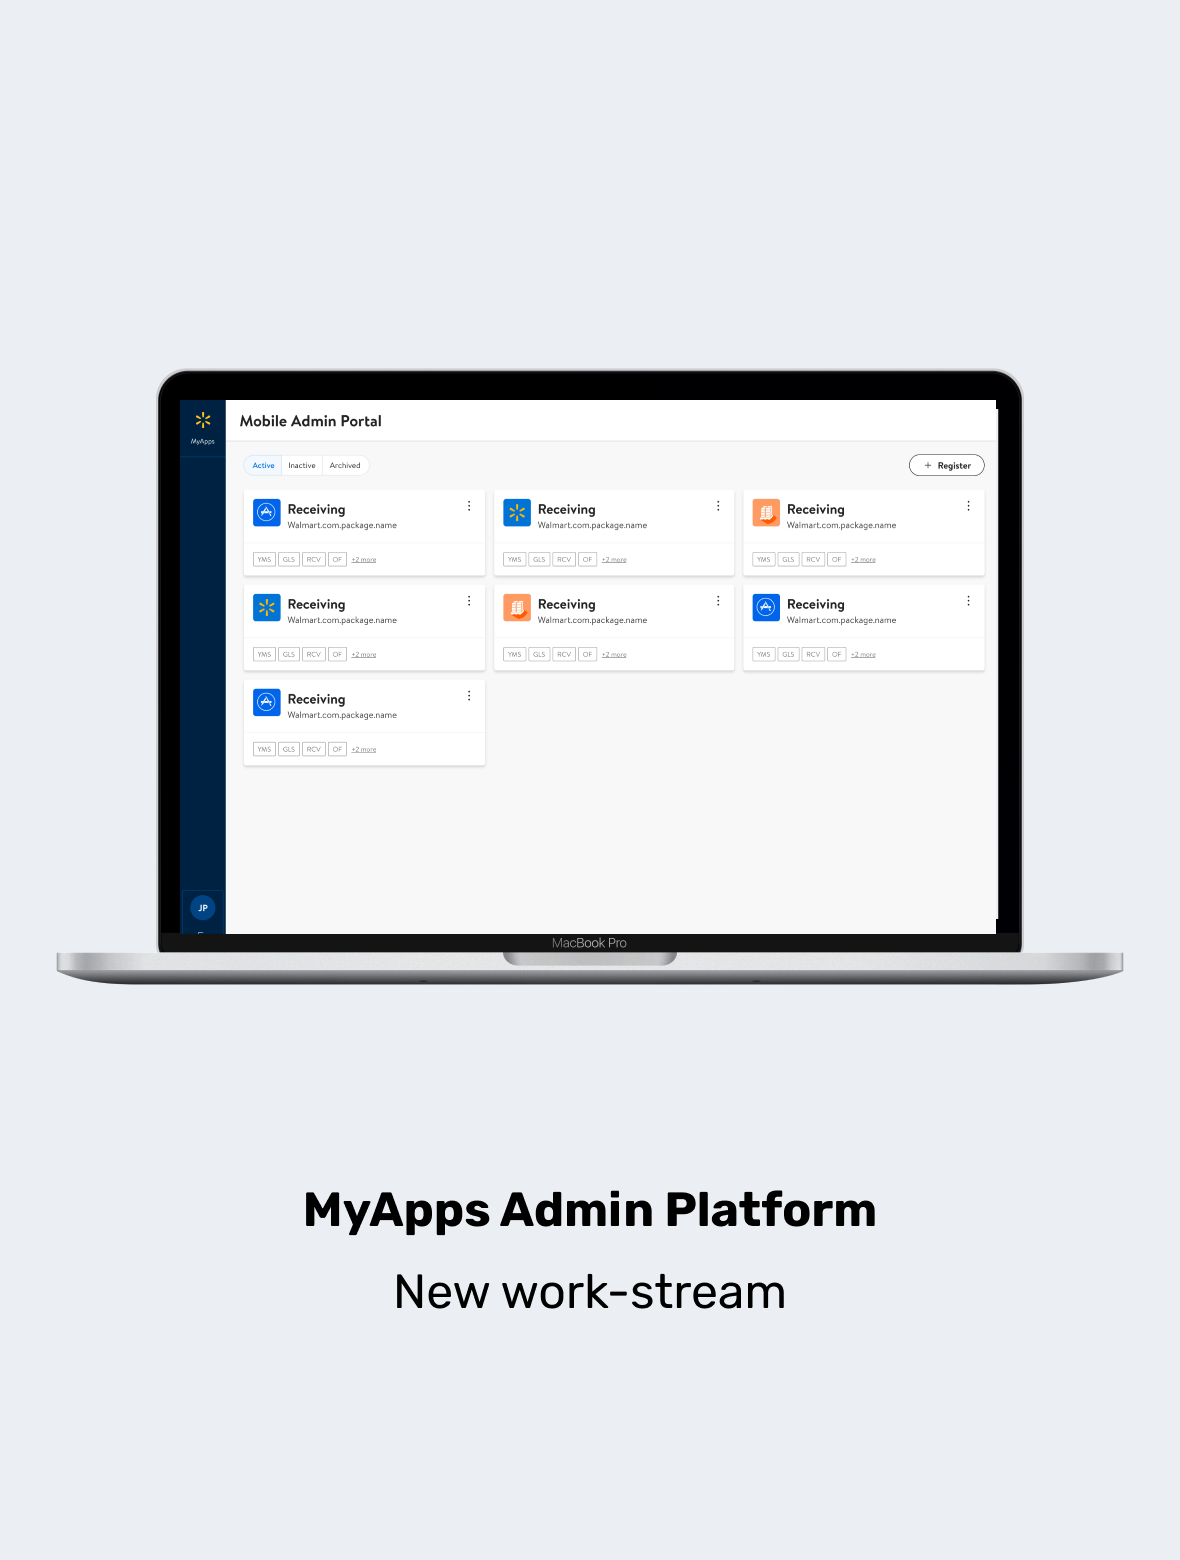 MyApps
Mobile Admin Portal
Active Inactive Archived
+ Register
Receiving
Walmart.com.package.name
YMS GLS RCV OF +2 more
Receiving
Walmart.com.package.name
YMS GLS RCV OF +2 more
Receiving
Walmart.com.package.name
YMS GLS RCV OF +2 more
Receiving
Walmart.com.package.name
YMS GLS RCV OF +2 more
Receiving
Walmart.com.package.name
YMS GLS RCV OF +2 more
Receiving
Walmart.com.package.name
YMS GLS RCV OF +2 more
Receiving
Walmart.com.package.name
YMS GLS RCV OF +2 more
JP
MacBook Pro
MyApps Admin Platform
New work-stream